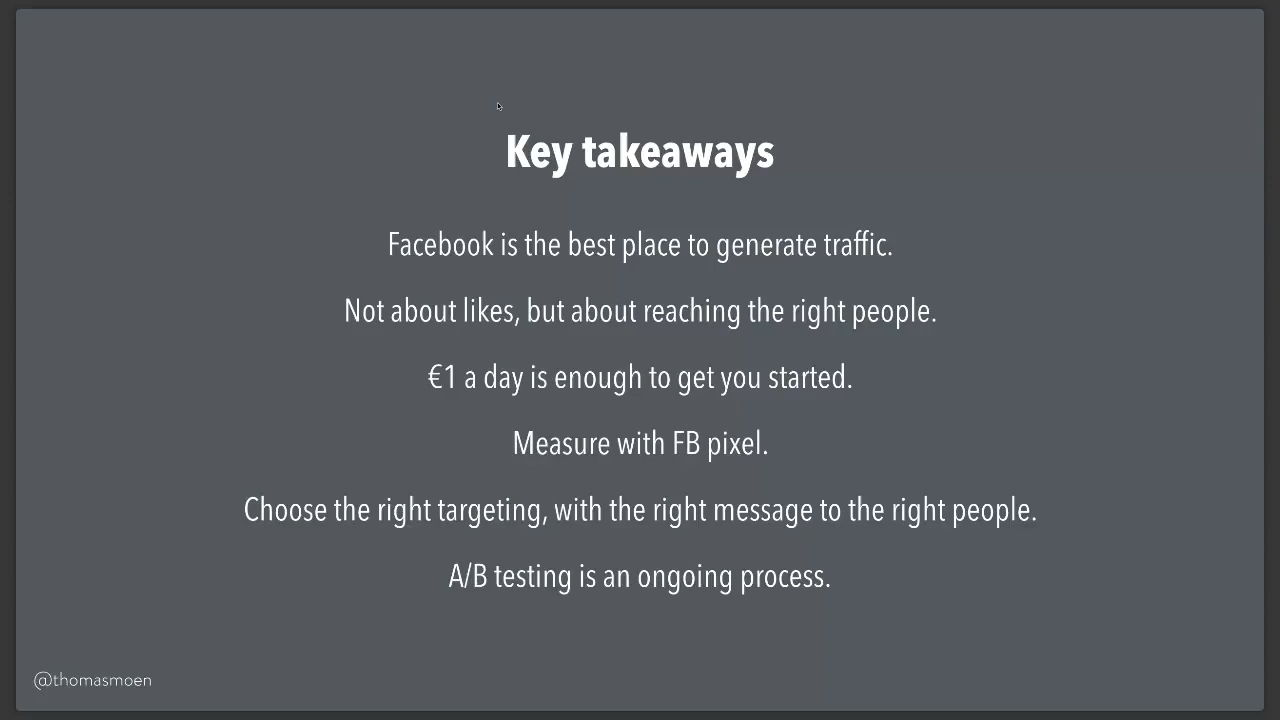 Key takeaways
Facebook is the best place to generate traffic.
Not about likes, but about reaching the right people.
€1 a day is enough to get you started.
Measure with FB pixel.
Choose the right targeting, with the right message to the right people.
A/B testing is an ongoing process.
@thomasmoen